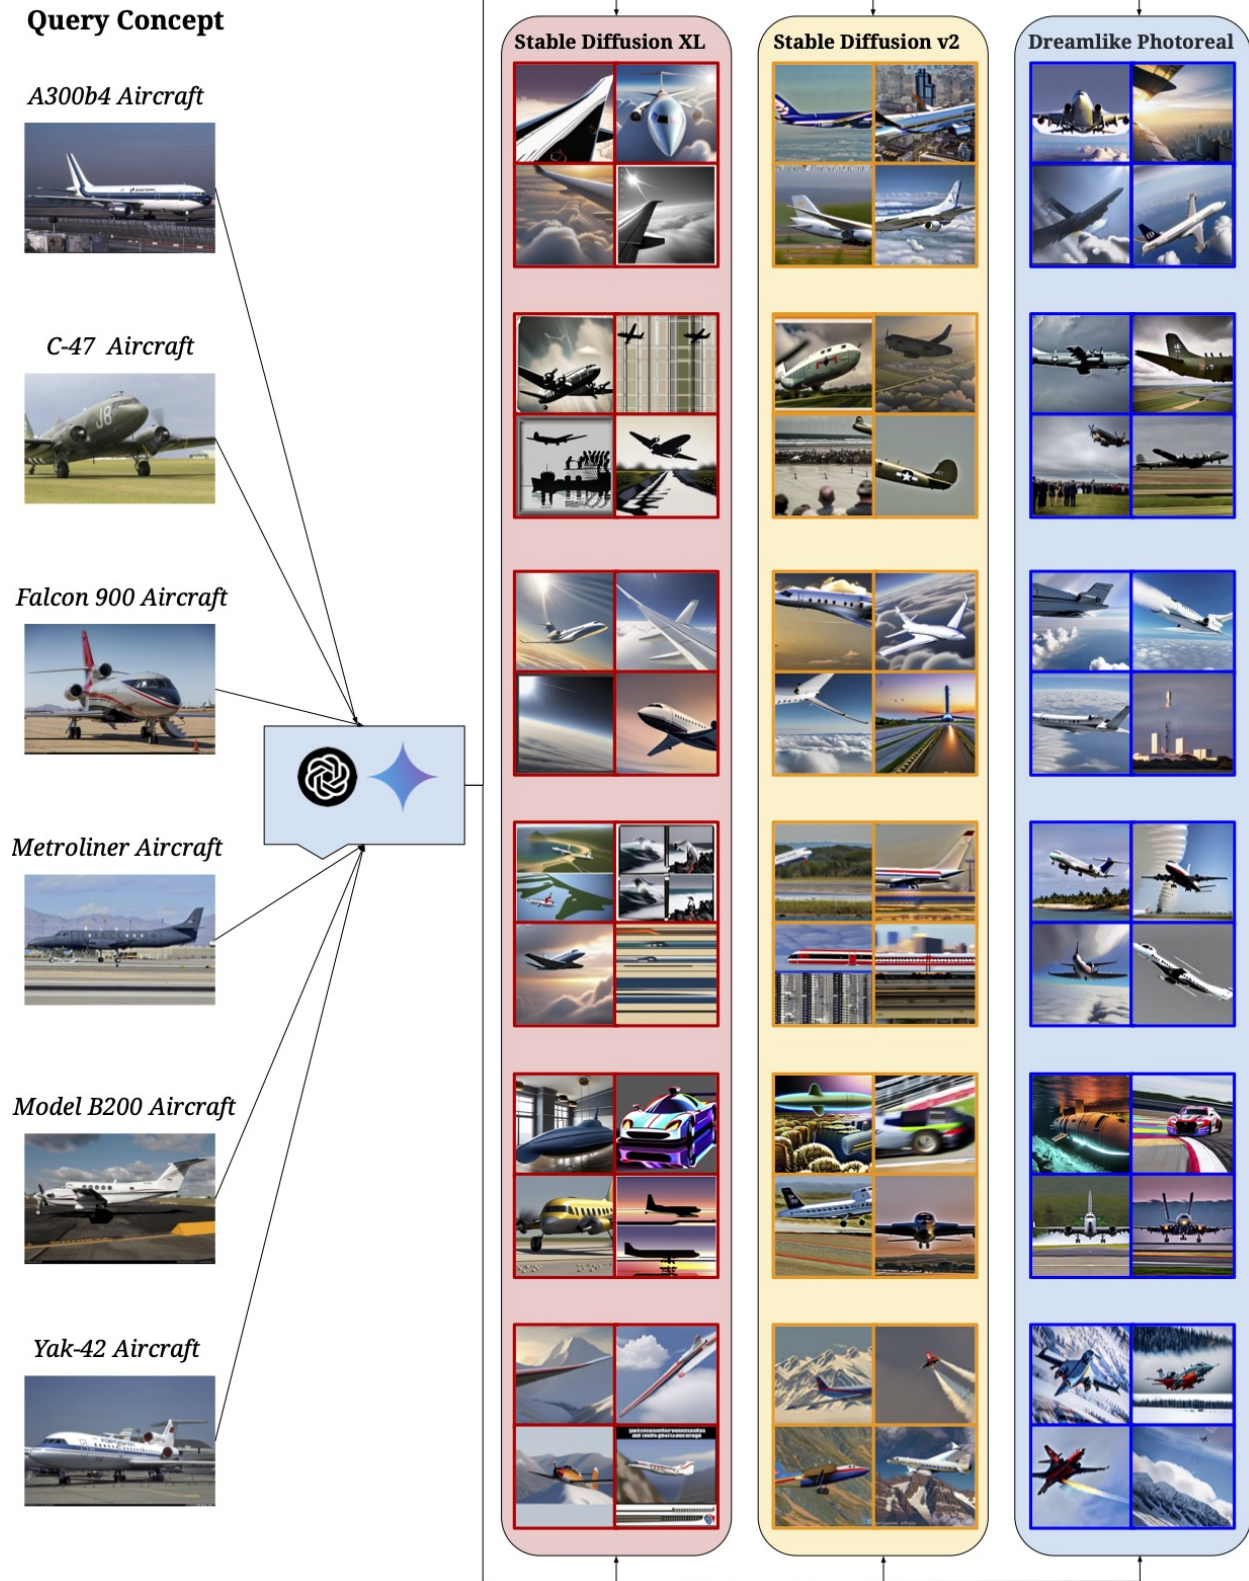 Query Concept
Stable Diffusion XL
Stable Diffusion v2
Dreamlike Photoreal
A300b4 Aircraft
C-47 Aircraft
J8
Falcon 900 Aircraft
Metroliner Aircraft
Model B200 Aircraft
Yak-42 Aircraft